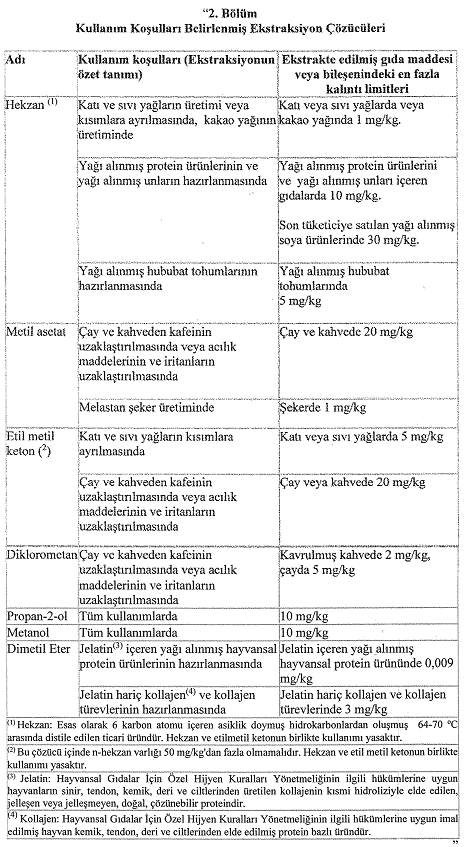 “2. Bölüm
Kullanım Koşulları Belirlenmiş Ekstraksiyon Çözücüleri
Adı
Kullanım koşulları (Ekstraksiyonun
özet tanımı)
Ekstrakte edilmiş gıda maddesi
veya bileşenindeki en fazla
kalıntı limitleri
Hekzan (1)
Katı ve sıvı yağların üretimi veya
kısımlara ayrılmasında, kakao yağının
üretiminde
Katı veya sıvı yağlarda veya
kakao yağında 1 mg/kg.
Yağı alınmış protein ürünlerinin ve
yağı alınmış unların hazırlanmasında
Yağı alınmış protein ürünlerini
ve yağı alınmış unları içeren
gıdalarda 10 mg/kg.
Son tüketiciye satılan yağı alınmış
soya ürünlerinde 30 mg/kg.
Yağı alınmış hububat tohumlarının
hazırlanmasında
Yağı alınmış hububat
tohumlarında
5 mg/kg
Metil asetat
Çay ve kahveden kafeinin
uzaklaştırılmasında veya acılık
maddelerinin ve iritanların
uzaklaştırılmasında
Çay ve kahvede 20 mg/kg
Melastan şeker üretiminde
Şekerde 1 mg/kg
Etil metil
keton (2)
Katı ve sıvı yağların kısımlara
ayrılmasında
Katı veya sıvı yağlarda 5 mg/kg
Çay ve kahveden kafeinin
uzaklaştırılmasında veya acılık
maddelerinin ve iritanların
uzaklaştırılmasında
Çay veya kahvede 20 mg/kg
Diklorometan
Çay ve kahveden kafeinin
uzaklaştırılmasında veya acılık
maddelerinin ve iritanların
uzaklaştırılmasında
Kavrulmuş kahvede 2 mg/kg,
çayda 5 mg/kg
Propan-2-ol
Tüm kullanımlarda
10 mg/kg
Metanol
Tüm kullanımlarda
10 mg/kg
Dimetil Eter
Jelatin(3) içeren yağı alınmış hayvansal
protein ürünlerinin hazırlanmasında
Jelatin içeren yağı alınmış
hayvansal protein ürününde 0,009
mg/kg
Jelatin hariç kollajen(4) ve kollajen
türevlerinin hazırlanmasında
Jelatin hariç kollajen ve kollajen
türevlerinde 3 mg/kg
(1) Hekzan: Esas olarak 6 karbon atomu içeren asiklik doymuş hidrokarbonlardan oluşmuş 64-70 ºC
arasında distile edilen ticari üründür. Hekzan ve etilmetil ketonun birlikte kullanımı yasaktır.
(2) Bu çözücü içinde n-hekzan varlığı 50 mg/kg'dan fazla olmamalıdır. Hekzan ve etil metil ketonun birlikte
kullanımı yasaktır.
(3) Jelatin: Hayvansal Gıdalar İçin Özel Hijyen Kuralları Yönetmeliğinin ilgili hükümlerine uygun
hayvanların sinir, tendon, kemik, deri ve ciltlerinden üretilen kollajenin kısmi hidroliziyle elde edilen,
jelleşen veya jelleşmeyen, doğal, çözünebilir proteindir.
(4) Kollajen: Hayvansal Gıdalar İçin Özel Hijyen Kuralları Yönetmeliğinin ilgili hükümlerine uygun imal
edilmiş hayvan kemik, tendon, deri ve ciltlerinden elde edilmiş protein bazlı üründür.
”